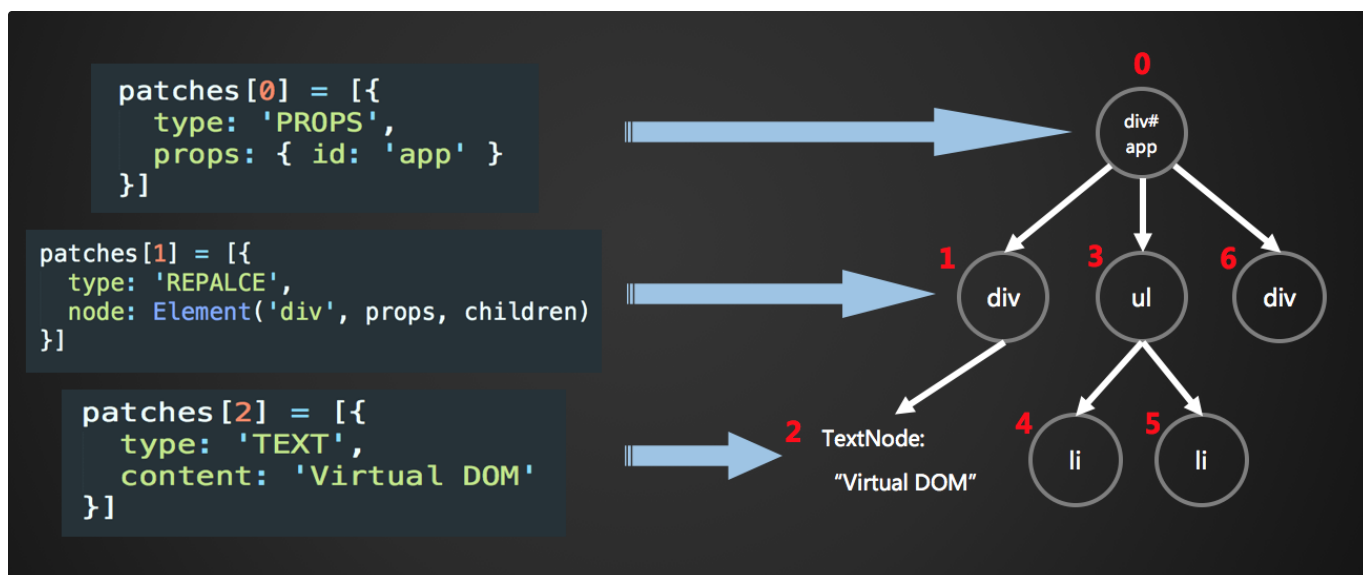 patches[0] = [{
type: 'PROPS',
props: { id: 'app' }
}]
patches[1] = [{
type: 'REPALCE',
node: Element('div', props, children)
}]
patches[2] = [{
type: 'TEXT',
content: 'Virtual DOM'
}]
0
div#
app
1
div
3
ul
6
div
2
TextNode:
“Virtual DOM”
4
li
5
li